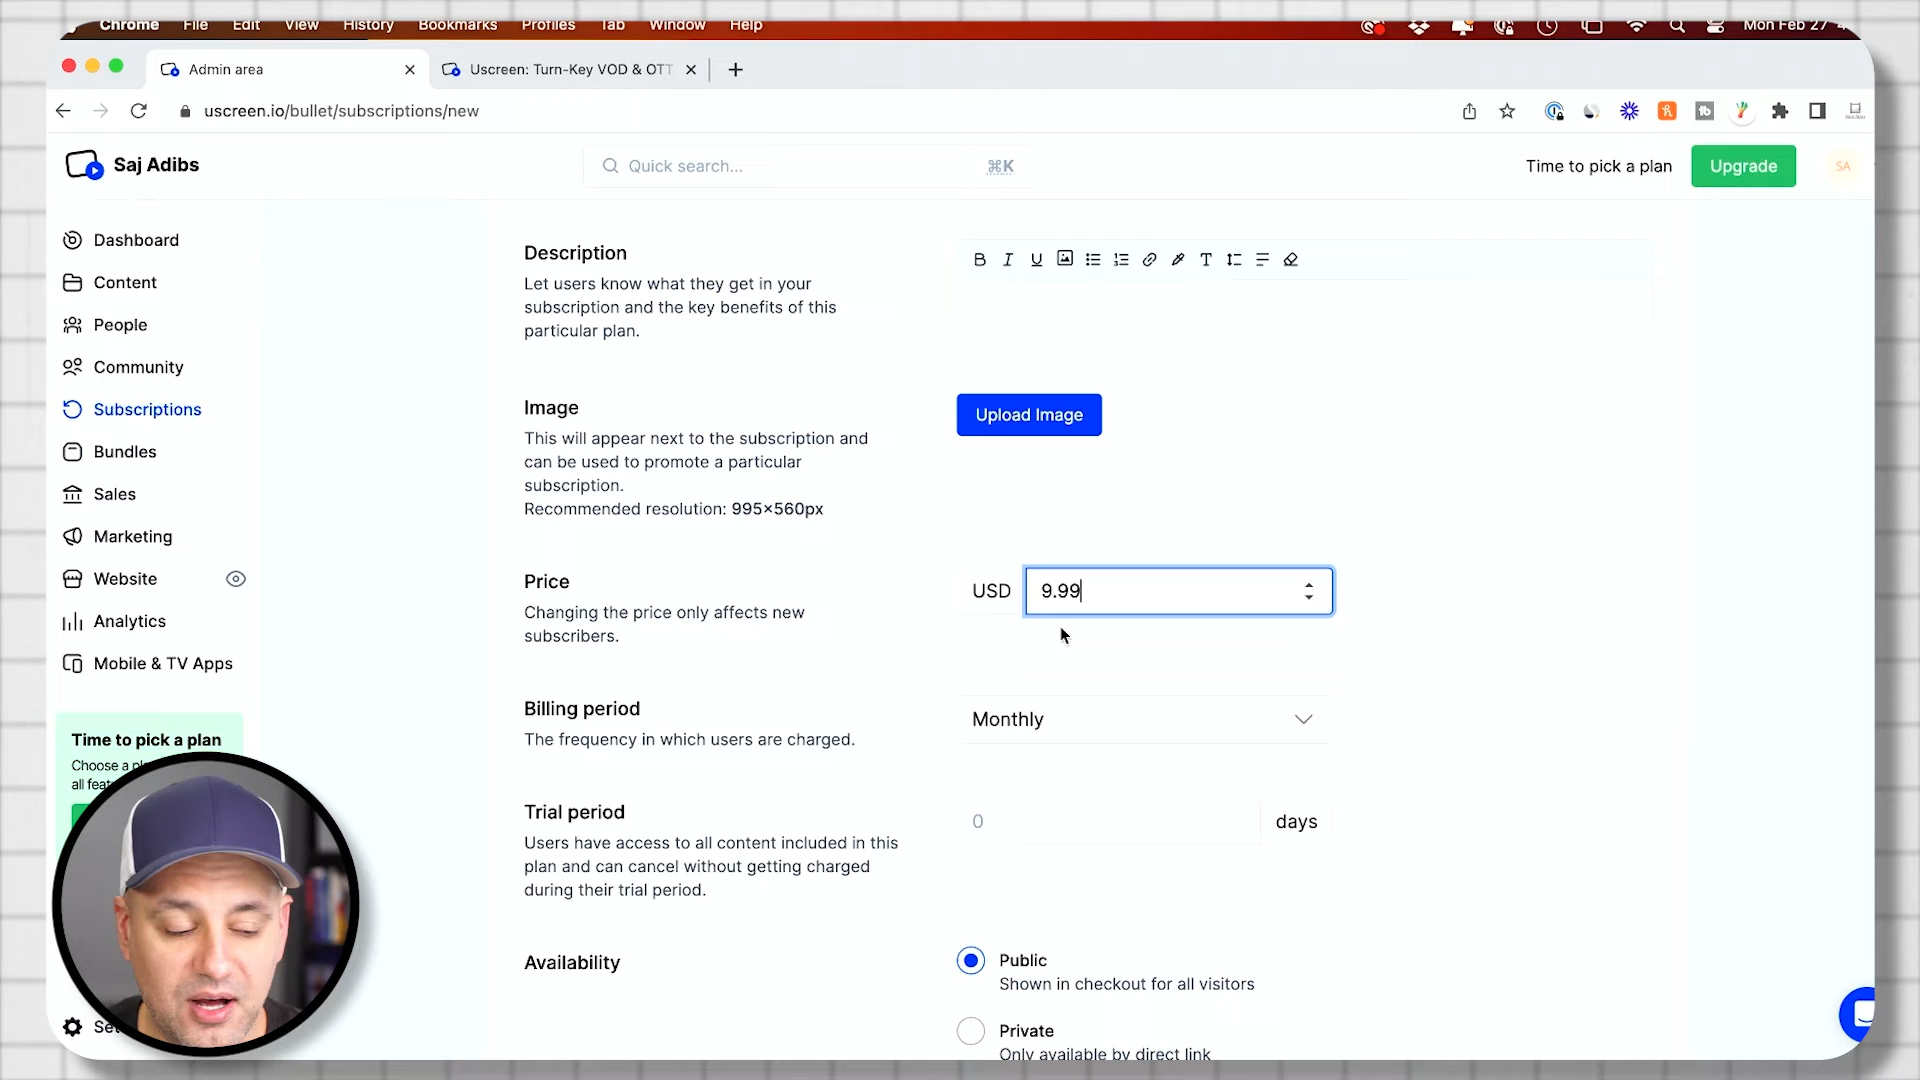 Chrome File Edit View History Bookmarks Profiles Tab Window Help Mon Feb 27
Admin area
Uscreen: Turn-Key VOD & OTT
uscreen.io/bullet/subscriptions/new
Saj Adibs
Quick search...
⌘K
Time to pick a plan
Upgrade
SA
Dashboard
Content
People
Community
Subscriptions
Bundles
Sales
Marketing
Website
Analytics
Mobile & TV Apps
Time to pick a plan
Choose a
all
Description
Let users know what they get in your
subscription and the key benefits of this
particular plan.
B I U
Image
This will appear next to the subscription and
can be used to promote a particular
subscription.
Recommended resolution: 995×560px
Upload Image
Price
Changing the price only affects new
subscribers.
USD 9.99
Billing period
The frequency in which users are charged.
Monthly
Trial period
Users have access to all content included in this
plan and can cancel without getting charged
during their trial period.
0 days
Availability
Public
Shown in checkout for all visitors
Private
Only available by direct link